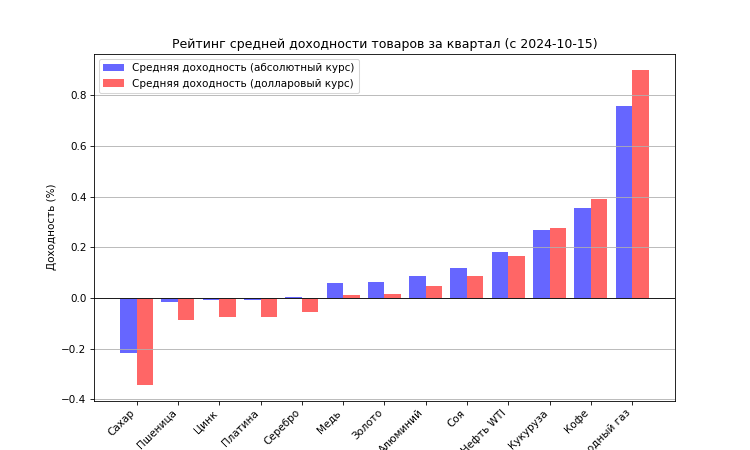 Рейтинг средней доходности товаров за квартал (с 2024-10-15)
Средняя доходность (абсолютный курс)
Средняя доходность (долларовый курс)
Доходность (%)
0.8
0.6
0.4
0.2
0.0
−0.2
−0.4
Сахар
Пшеница
Цинк
Платина
Серебро
Медь
Золото
Алюминий
Соя
Нефть WTI
Кукуруза
Кофе
газ